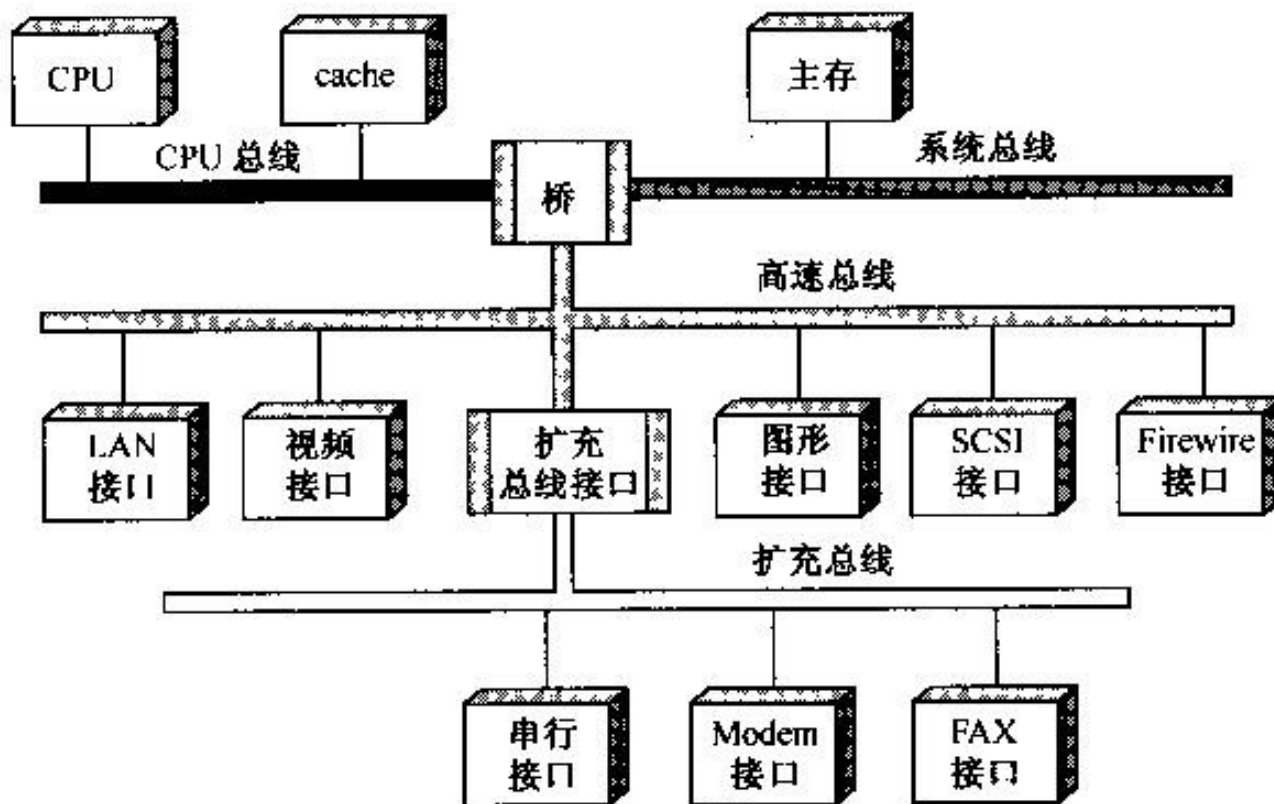 CPU
cache
主存
CPU 总线
系统总线
桥
高速总线
LAN
接口
视频
接口
扩充
总线接口
图形
接口
SCSI
接口
Firewire
接口
扩充总线
串行
接口
Modem
接口
FAX
接口